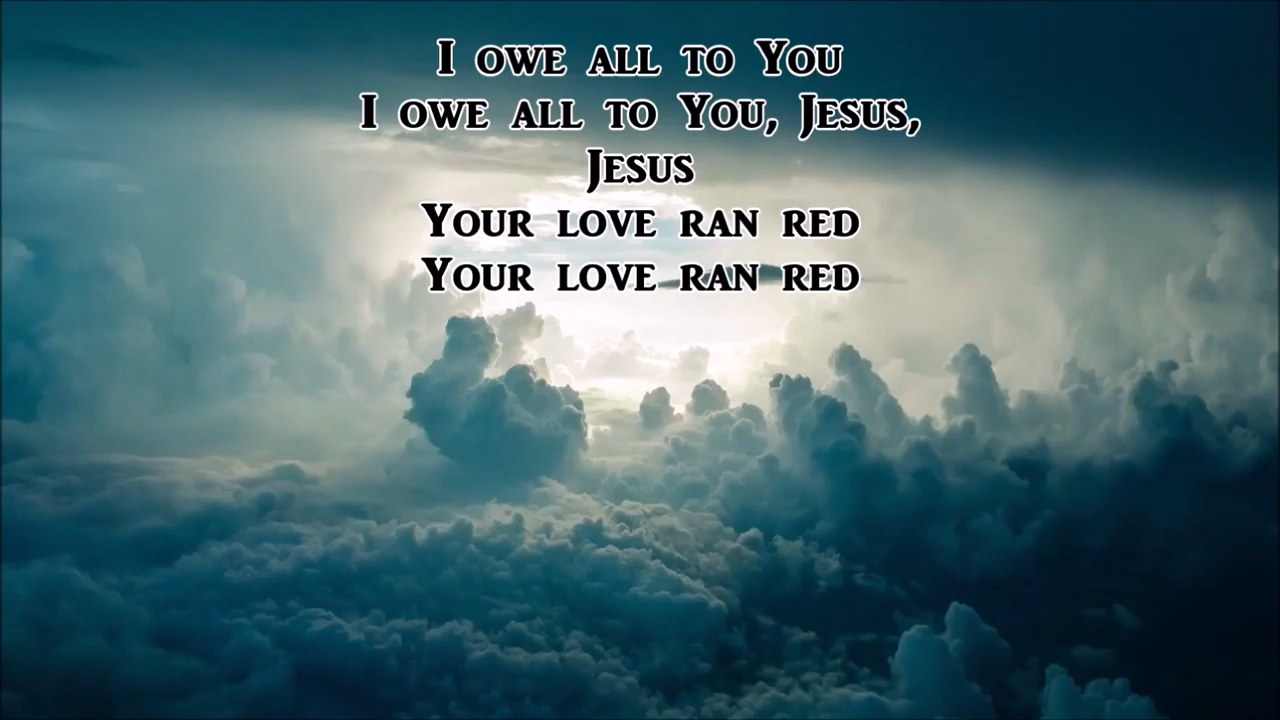 I owe all to You
I owe all to You, Jesus,
Jesus
Your love ran red
Your love ran red